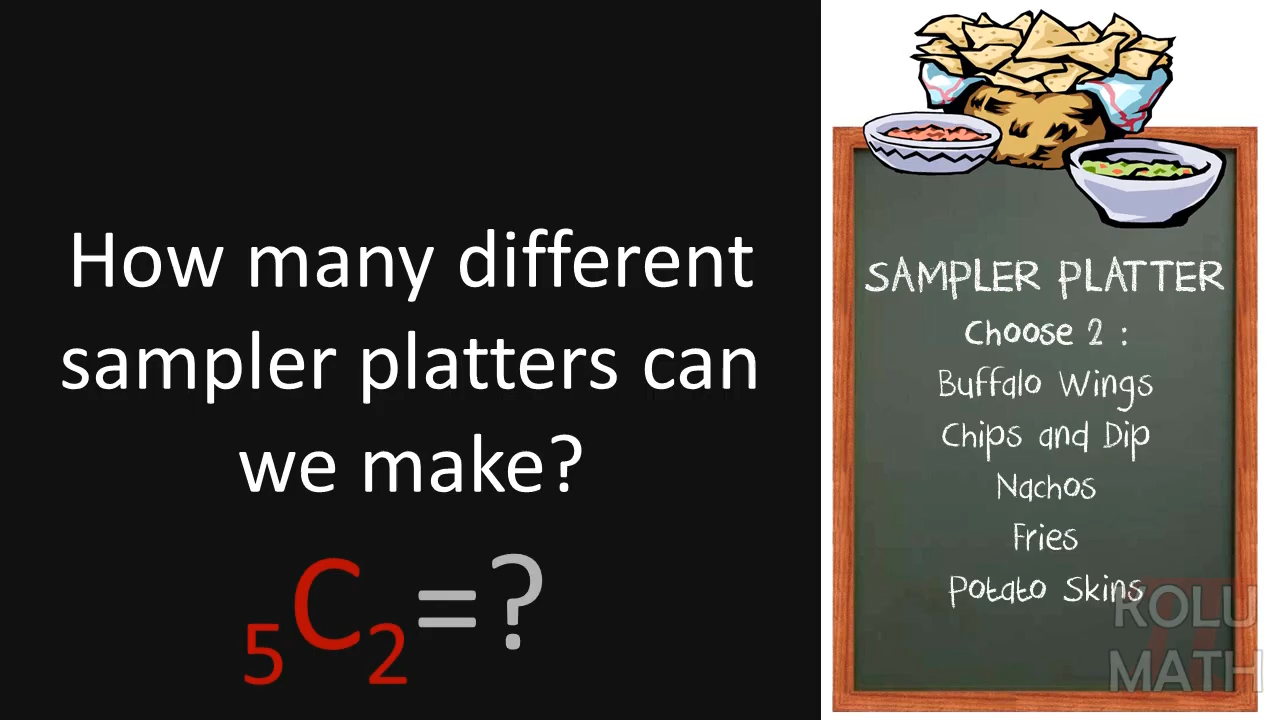 How many different
sampler platters can
we make?
5C2=?
SAMPLER PLATTER
Choose 2 :
Buffalo Wings
Chips and Dip
Nachos
Fries
Potato Skins
KOLU
MATH